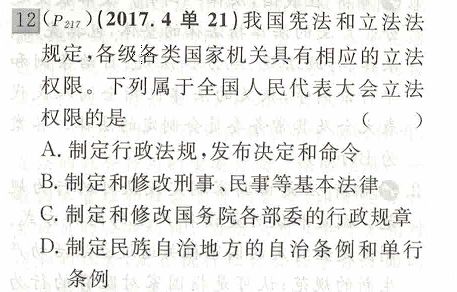 12(P217)(2017.4单21)我国宪法和立法法
规定,各级各类国家机关具有相应的立法
权限。下列属于全国人民代表大会立法
权限的是 ( )
A. 制定行政法规,发布决定和命令
B. 制定和修改刑事、民事等基本法律
C. 制定和修改国务院各部委的行政规章
D. 制定民族自治地方的自治条例和单行
条例